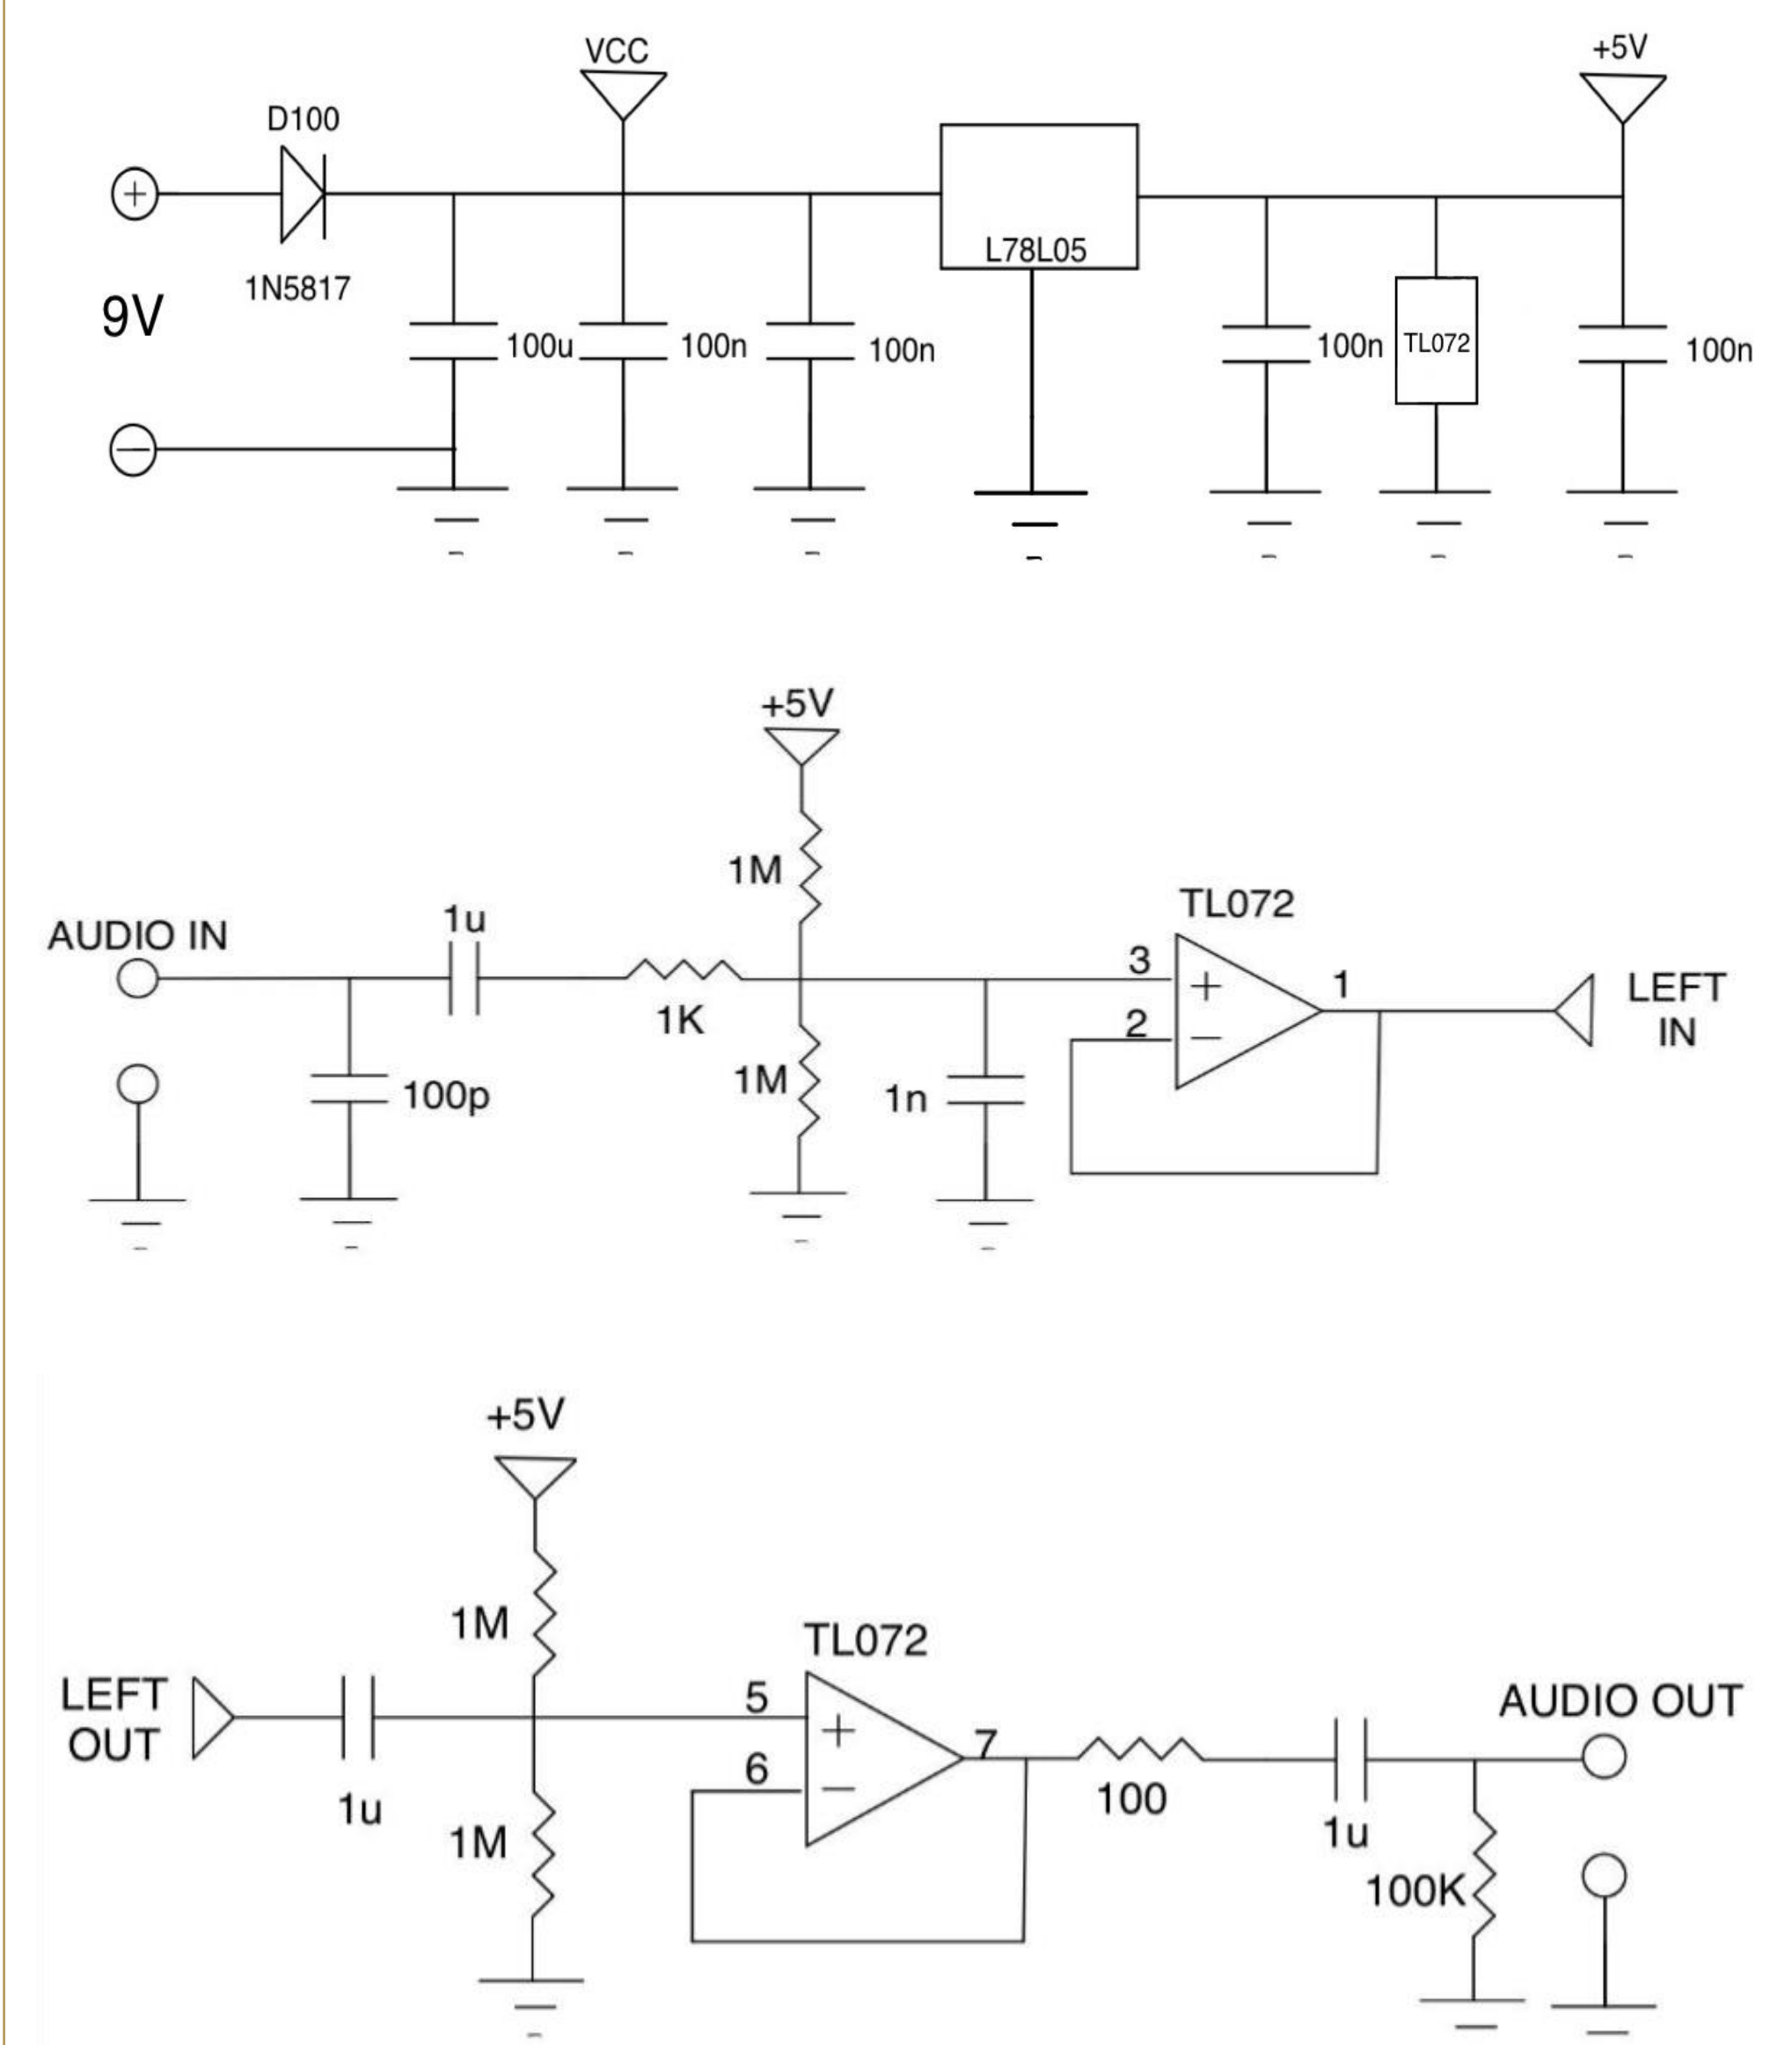 VCC
+5V
D100
+
1N5817
9V
L78L05
100u
100n
100n
100n
TL072
100n
−
+5V
1M
AUDIO IN
1u
1K
1M
100p
1n
TL072
3
+
2
−
1
LEFT
IN
+5V
1M
LEFT
OUT
1u
1M
TL072
5
+
6
−
7
100
1u
AUDIO OUT
100K